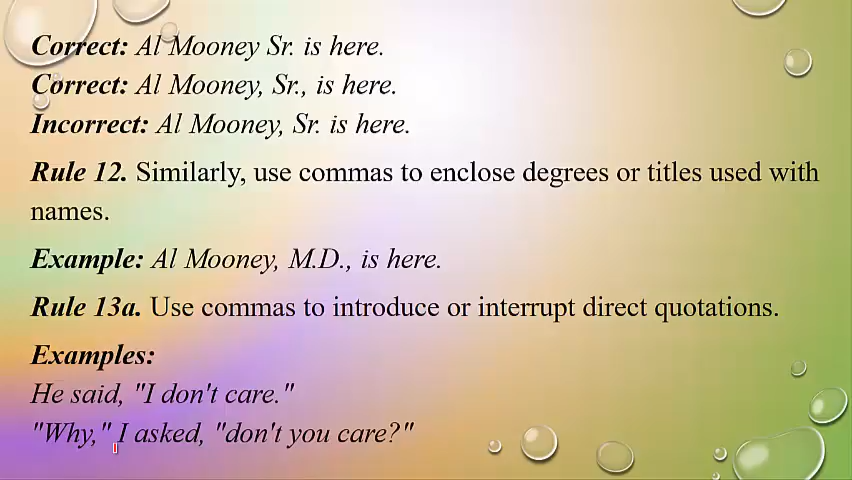 Correct: Al Mooney Sr. is here.
Correct: Al Mooney, Sr., is here.
Incorrect: Al Mooney, Sr. is here.
Rule 12. Similarly, use commas to enclose degrees or titles used with
names.
Example: Al Mooney, M.D., is here.
Rule 13a. Use commas to introduce or interrupt direct quotations.
Examples:
He said, "I don't care."
"Why," I asked, "don't you care?"